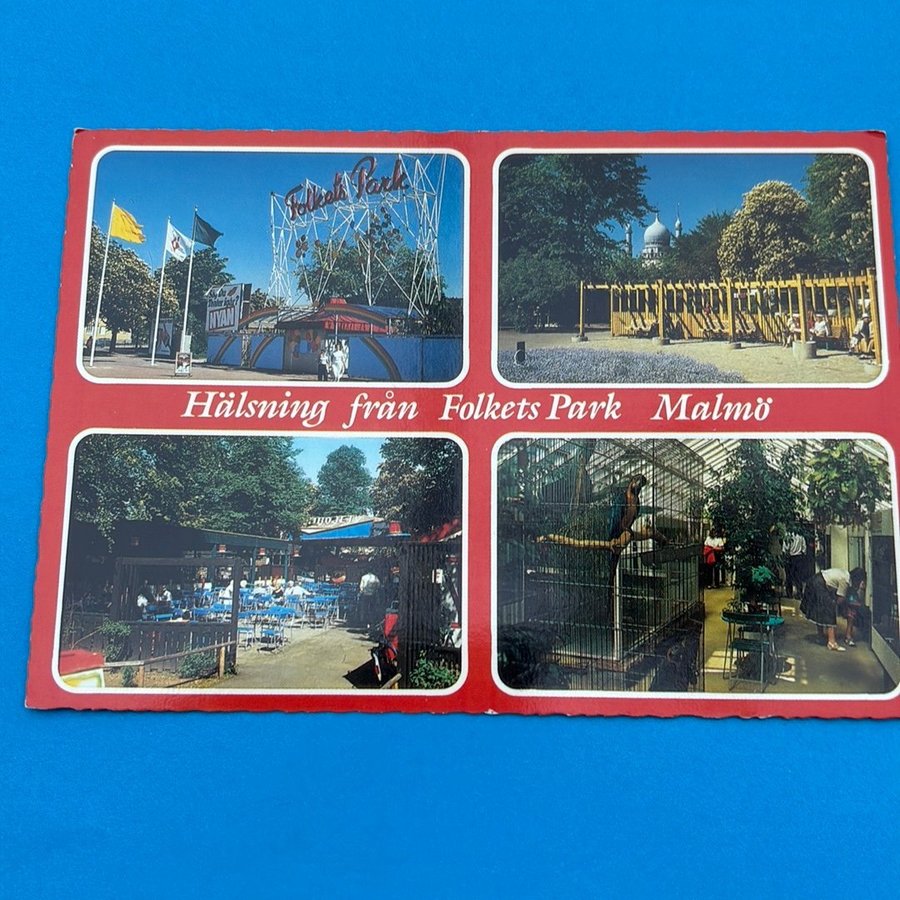 Folkets Park
NYAN
Hälsning från Folkets Park Malmö